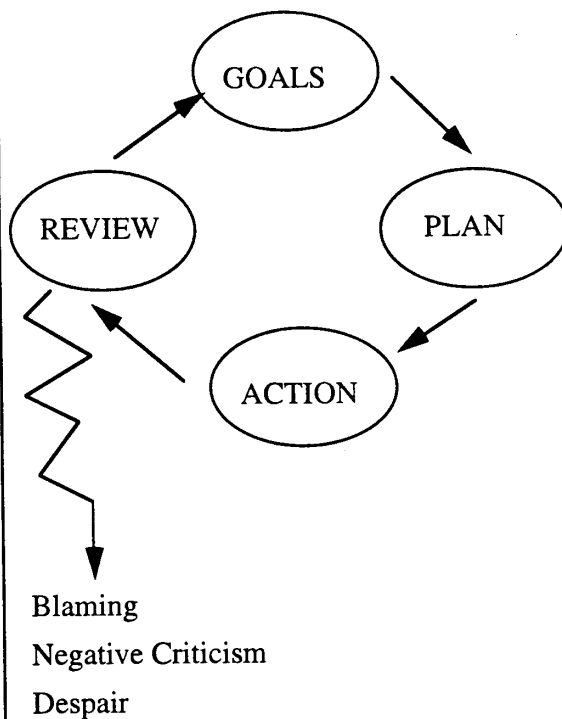 GOALS
REVIEW
PLAN
ACTION
Blaming
Negative Criticism
Despair